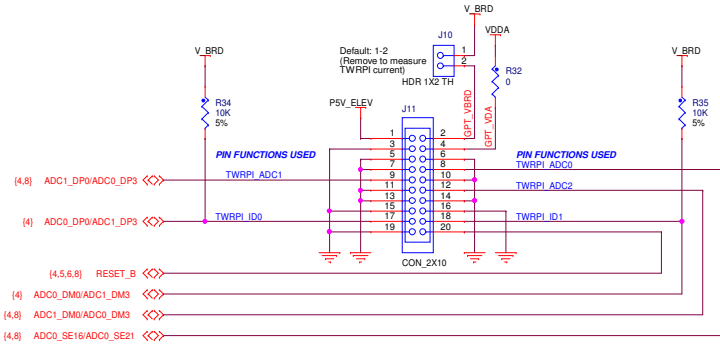 V_BRD
J10
VDDA
V_BRD
V_BRD
Default: 1-2
(Remove to measure
TWRPI current)
1
2
HDR 1X2 TH
R32
0
R34
10K
5%
R35
10K
5%
P5V_ELEV
J11
GPT_VBRD
GPT_VDA
1 2
3 4
5 6
7 8
9 10
11 12
13 14
15 16
17 18
19 20
CON_2X10
PIN FUNCTIONS USED
PIN FUNCTIONS USED
TWRPI_ADC0
{4,8} ADC1_DP0/ADC0_DP3
TWRPI_ADC1
TWRPI_ADC2
{4} ADC0_DP0/ADC1_DP3
TWRPI_ID0
TWRPI_ID1
{4,5,6,8} RESET_B
{4} ADC0_DM0/ADC1_DM3
{4,8} ADC1_DM0/ADC0_DM3
{4,8} ADC0_SE16/ADC0_SE21